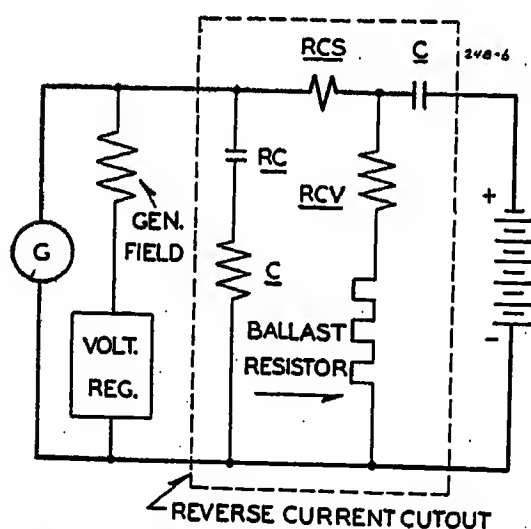 RCS
C
248-6
RC
RCV
GEN.
FIELD
C
G
+
BALLAST
RESISTOR
VOLT.
REG.
-
REVERSE CURRENT CUTOUT